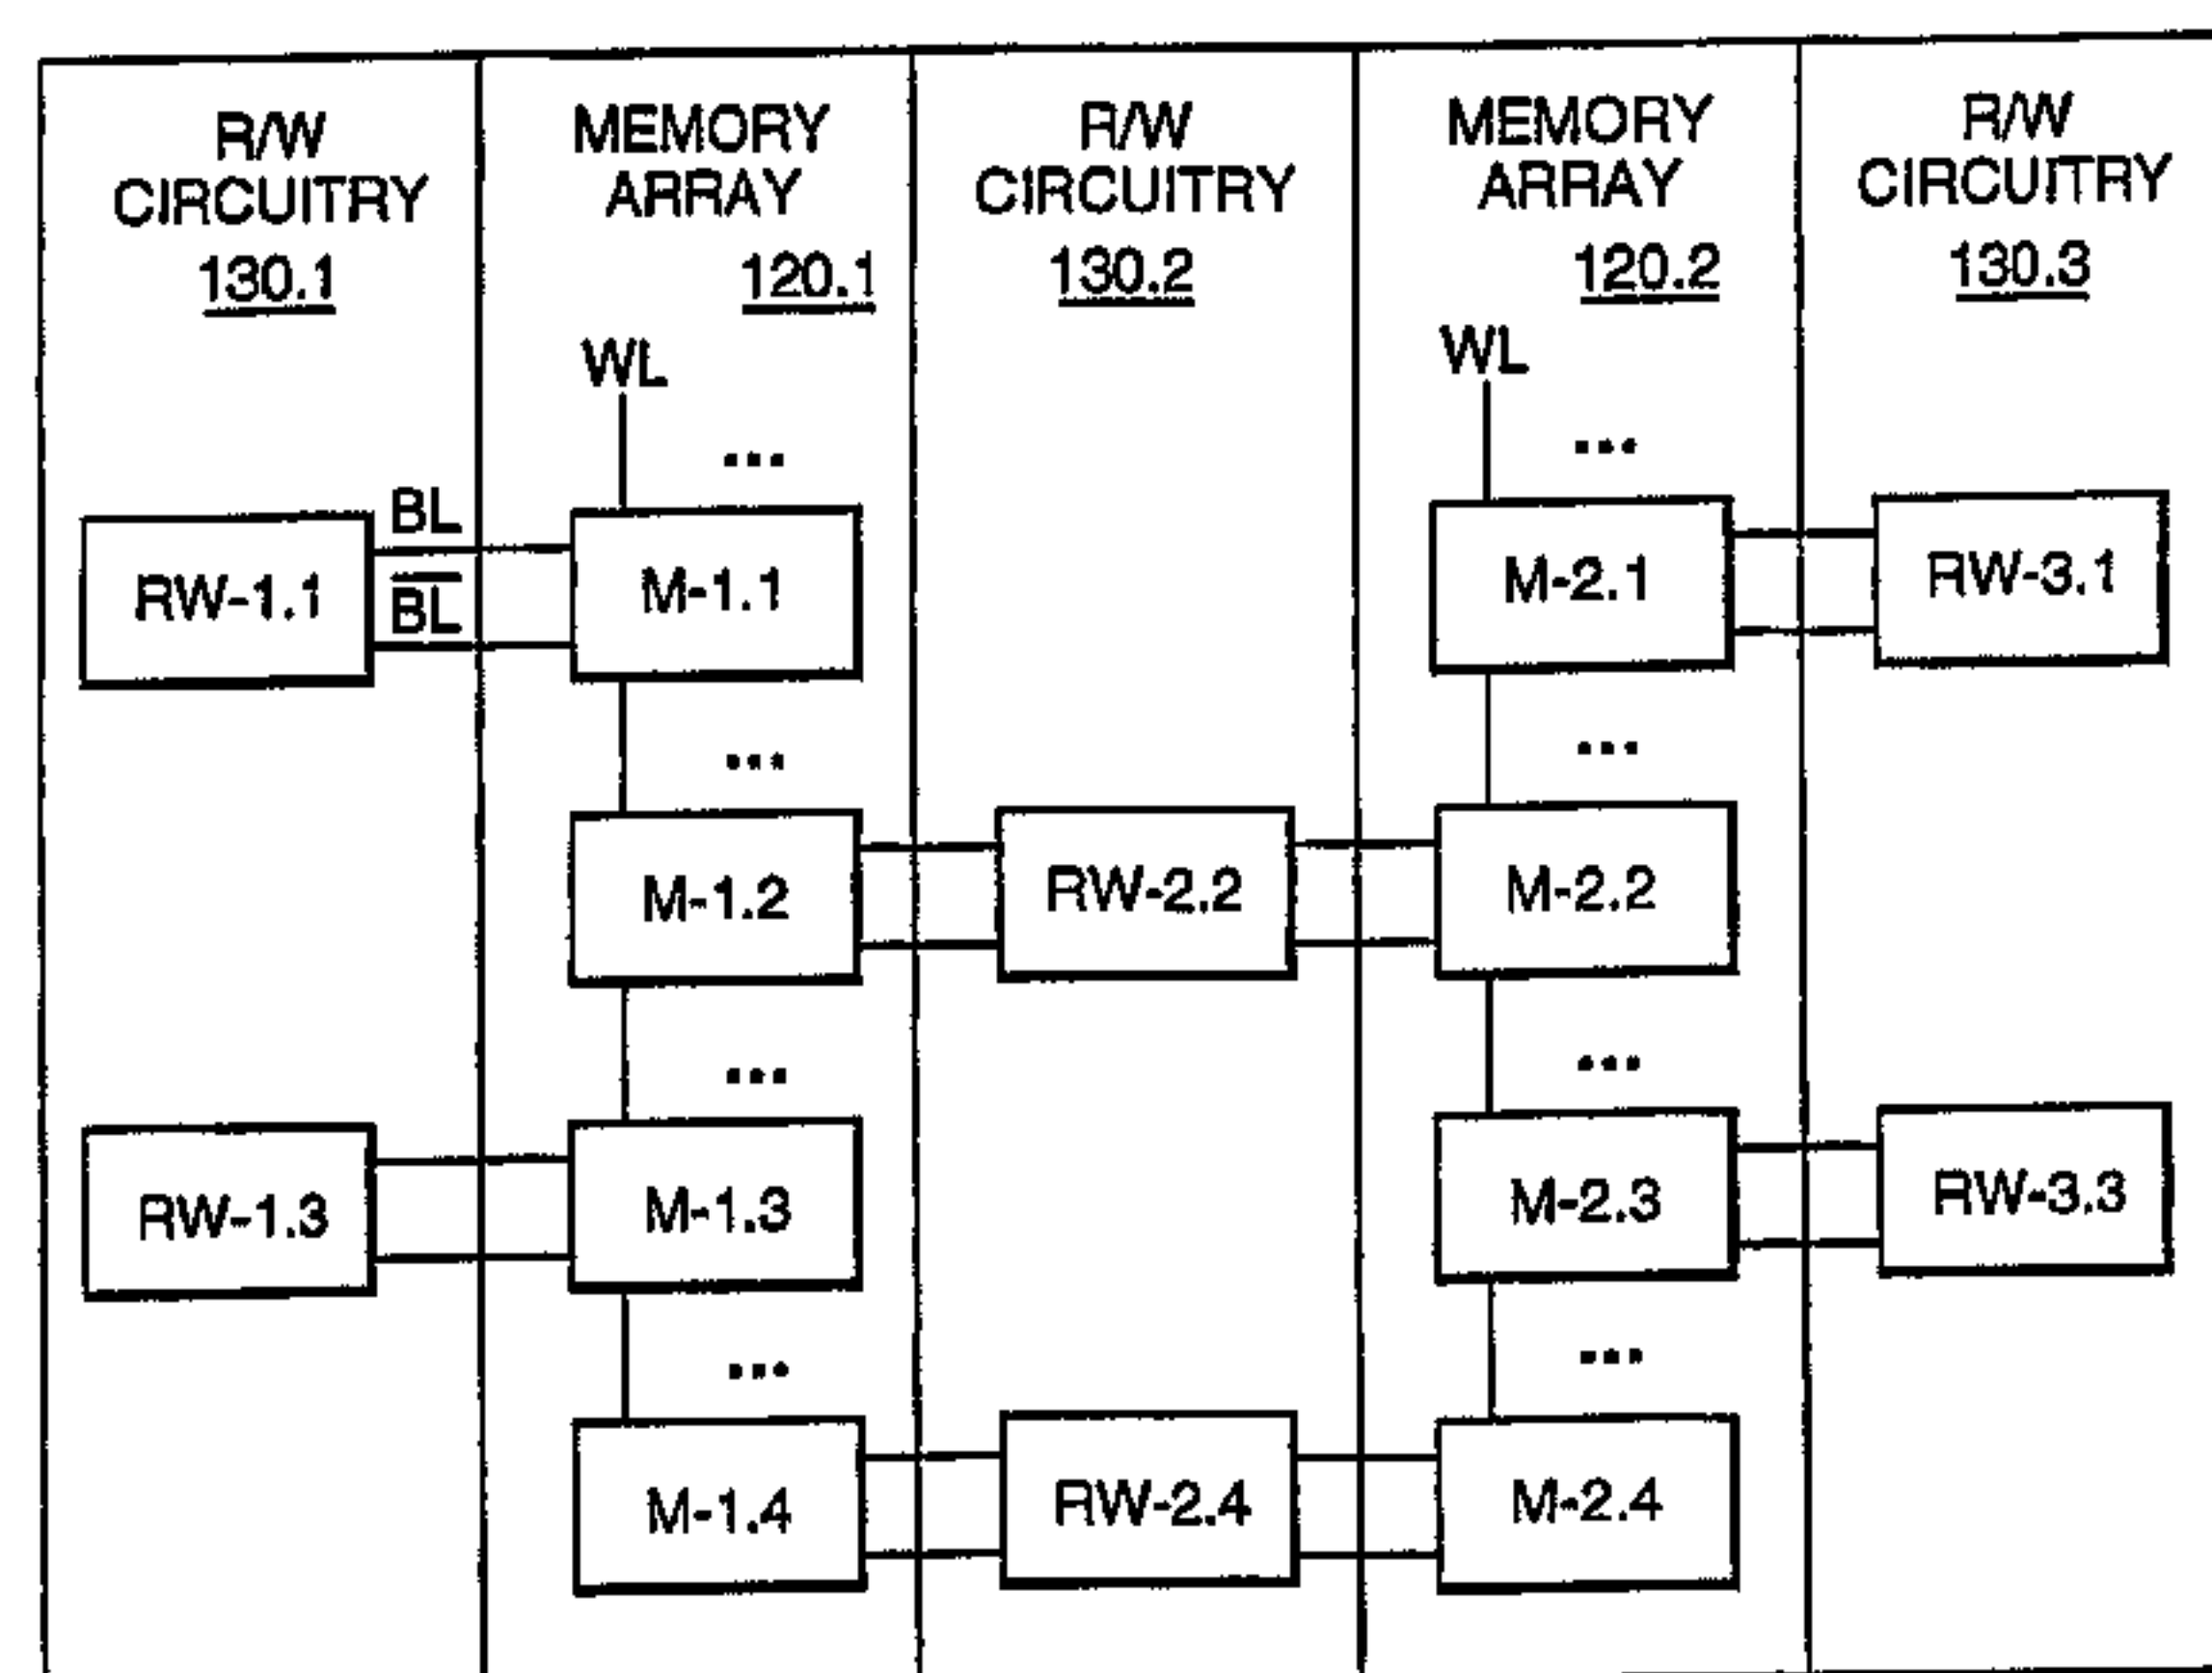 R/W
CIRCUITRY
130.1
MEMORY
ARRAY
120.1
R/W
CIRCUITRY
130.2
MEMORY
ARRAY
120.2
R/W
CIRCUITRY
130.3
WL
WL
...
...
BL
B̅L̅
RW-1.1
M-1.1
M-2.1
RW-3.1
...
...
M-1.2
RW-2.2
M-2.2
...
...
RW-1.3
M-1.3
M-2.3
RW-3.3
...
...
M-1.4
RW-2.4
M-2.4